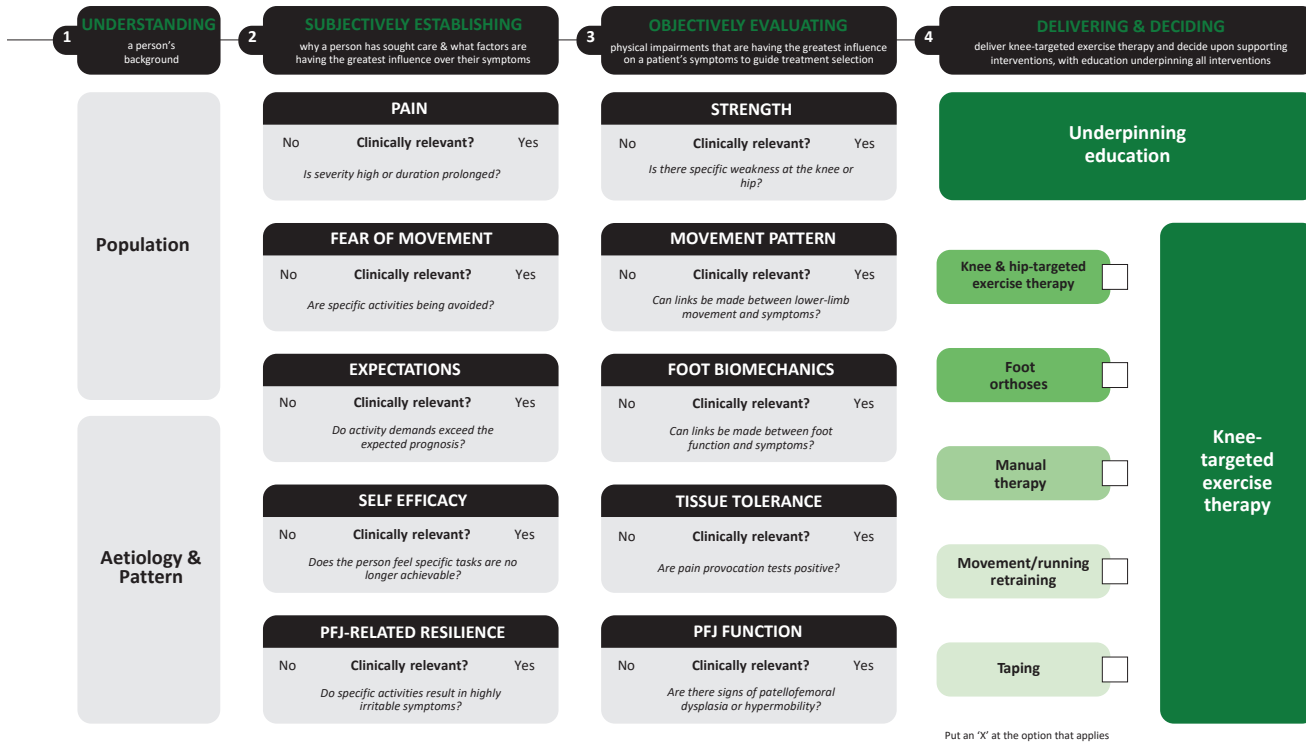 1
UNDERSTANDING
a person's
background
2
SUBJECTIVELY ESTABLISHING
why a person has sought care & what factors are
having the greatest influence over their symptoms
3
OBJECTIVELY EVALUATING
physical impairments that are having the greatest influence
on a patient's symptoms to guide treatment selection
4
DELIVERING & DECIDING
deliver knee-targeted exercise therapy and decide upon supporting
interventions, with education underpinning all interventions
Population
Aetiology &
Pattern
PAIN
No Clinically relevant? Yes
Is severity high or duration prolonged?
FEAR OF MOVEMENT
No Clinically relevant? Yes
Are specific activities being avoided?
EXPECTATIONS
No Clinically relevant? Yes
Do activity demands exceed the
expected prognosis?
SELF EFFICACY
No Clinically relevant? Yes
Does the person feel specific tasks are no
longer achievable?
PFJ-RELATED RESILIENCE
No Clinically relevant? Yes
Do specific activities result in highly
irritable symptoms?
STRENGTH
No Clinically relevant? Yes
Is there specific weakness at the knee or
hip?
MOVEMENT PATTERN
No Clinically relevant? Yes
Can links be made between lower-limb
movement and symptoms?
FOOT BIOMECHANICS
No Clinically relevant? Yes
Can links be made between foot
function and symptoms?
TISSUE TOLERANCE
No Clinically relevant? Yes
Are pain provocation tests positive?
PFJ FUNCTION
No Clinically relevant? Yes
Are there signs of patellofemoral
dysplasia or hypermobility?
Underpinning
education
Knee & hip-targeted
exercise therapy
Foot
orthoses
Manual
therapy
Movement/running
retraining
Taping
Put an 'X' at the option that applies
Knee-
targeted
exercise
therapy